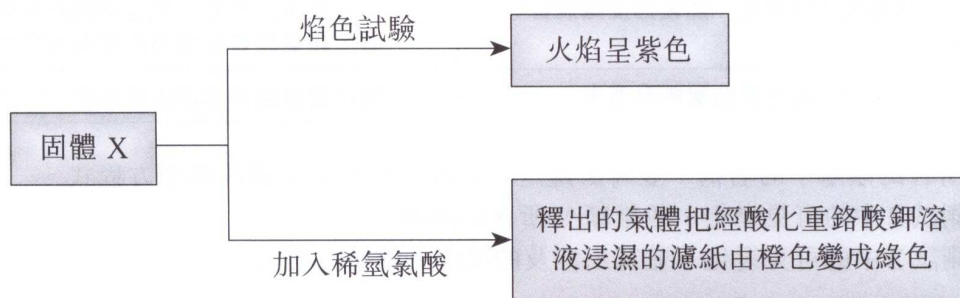 焰色試驗
火焰呈紫色
固體 X
釋出的氣體把經酸化重鉻酸鉀溶
液浸濕的濾紙由橙色變成綠色
加入稀氫氯酸